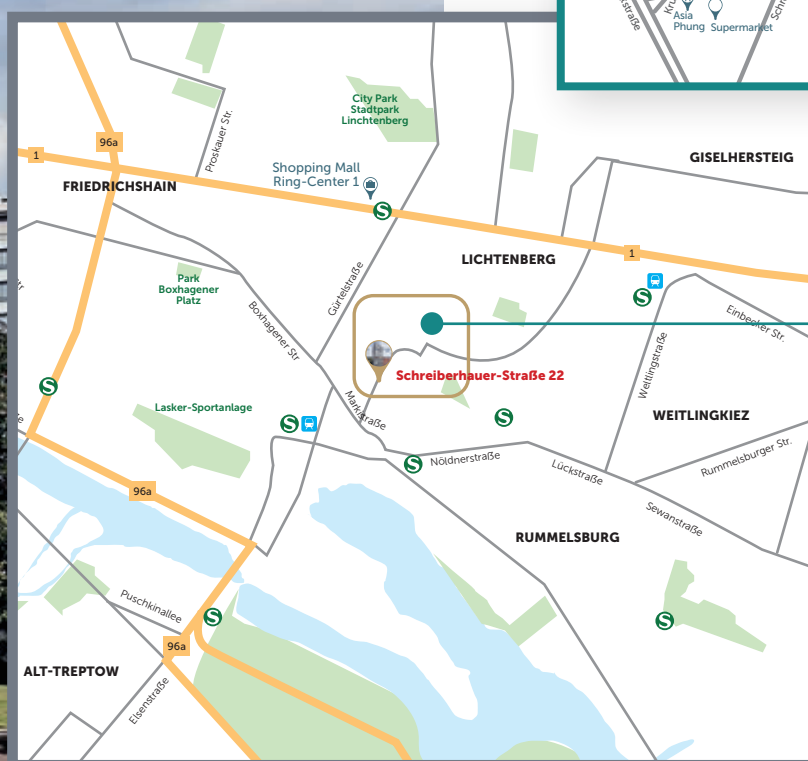 Asia
Phung
Supermarket
City Park
Stadtpark
Linchtenberg
96a
Proskauer Str.
1
GISELHERSTEIG
Shopping Mall
Ring-Center 1
FRIEDRICHSHAIN
S
LICHTENBERG
1
Gürtelstraße
Park
Boxhagener
Platz
S
Boxhagener Str
Einbecker Str.
Weitlingstraße
Schreiberhauer-Straße 22
S
Marktstraße
Lasker-Sportanlage
WEITLINGKIEZ
S
S
Nöldnerstraße
S
Lückstraße
Rummelsburger Str.
96a
Sewanstraße
RUMMELSBURG
Puschkinallee
S
S
96a
ALT-TREPTOW
Elsenstraße